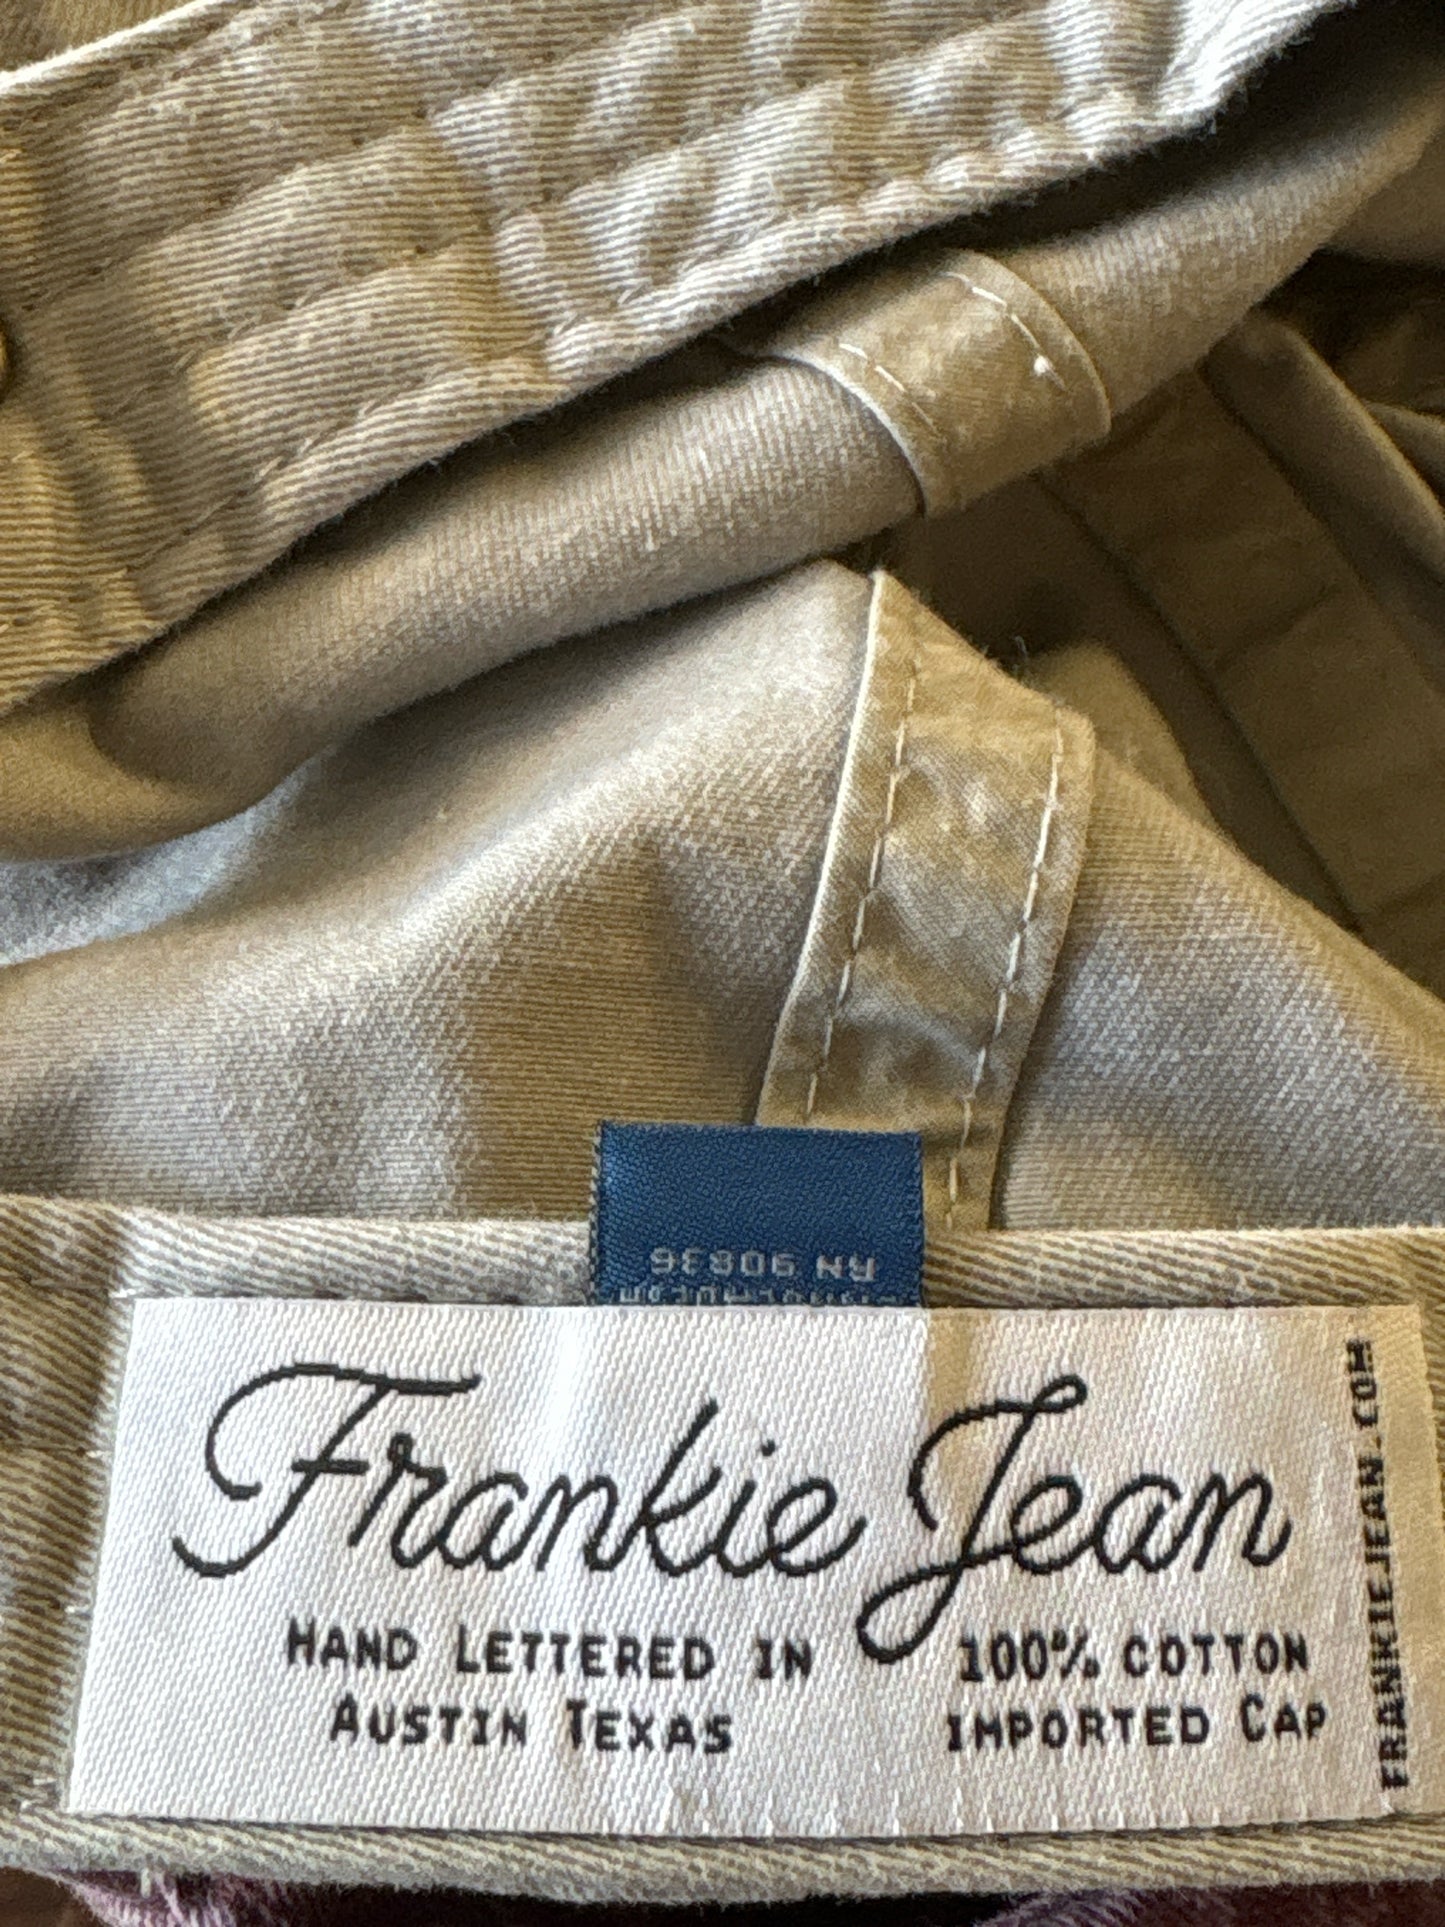 RN 90836
Frankie Jean
HAND LETTERED IN
AUSTIN TEXAS
100% COTTON
IMPORTED CAP
FRANKIEJEAN.COM